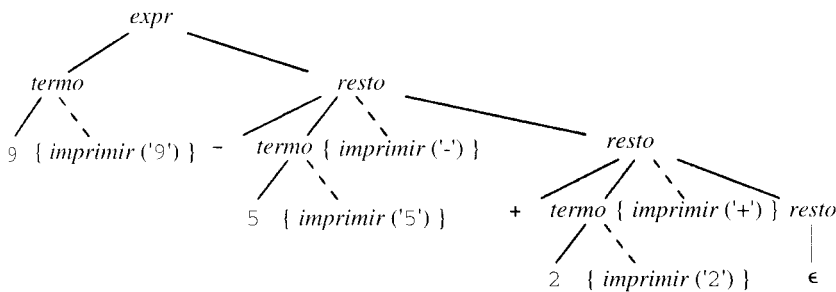 expr
termo resto
9 { imprimir ('9') } - termo { imprimir ('-') } resto
5 { imprimir ('5') } + termo { imprimir ('+') } resto
2 { imprimir ('2') } ϵ